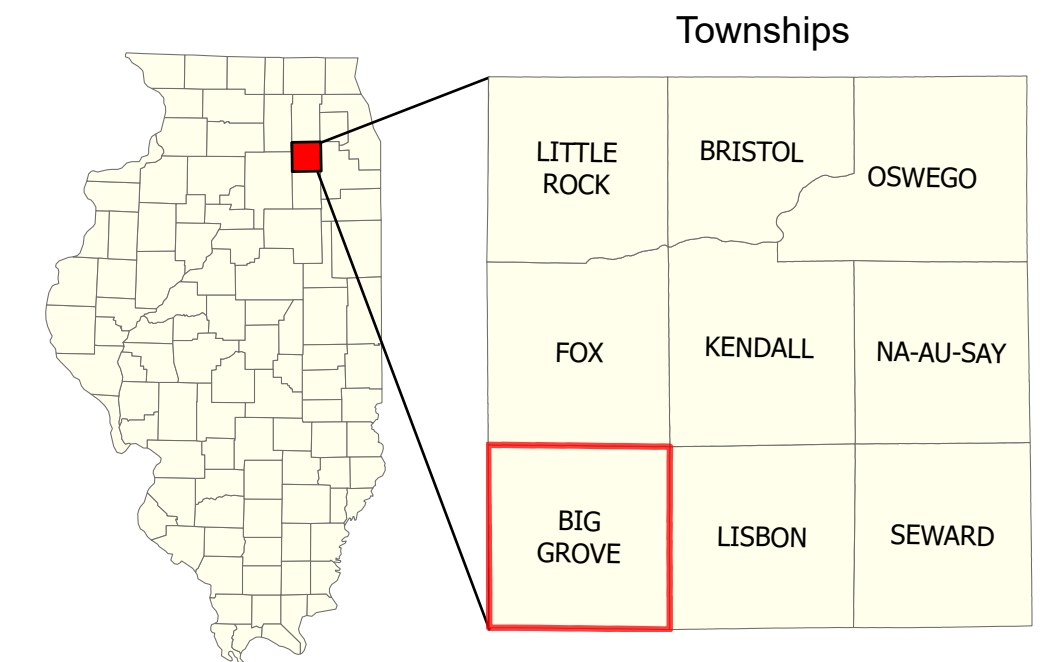 Townships
LITTLE
ROCK
BRISTOL
OSWEGO
FOX
KENDALL
NA-AU-SAY
BIG
GROVE
LISBON
SEWARD